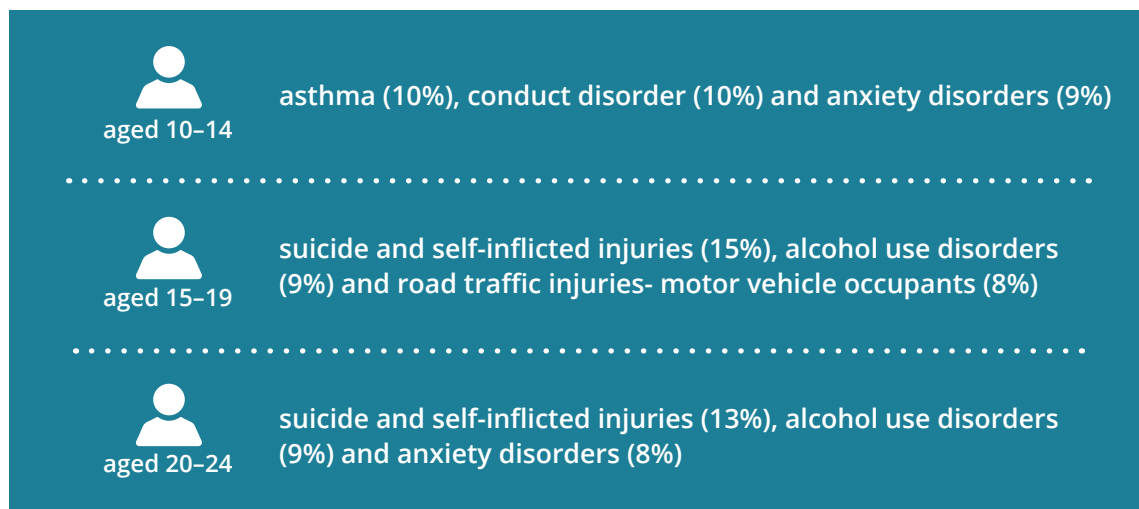 asthma (10%), conduct disorder (10%) and anxiety disorders (9%)
aged 10–14
suicide and self-inflicted injuries (15%), alcohol use disorders
(9%) and road traffic injuries- motor vehicle occupants (8%)
aged 15–19
suicide and self-inflicted injuries (13%), alcohol use disorders
(9%) and anxiety disorders (8%)
aged 20–24